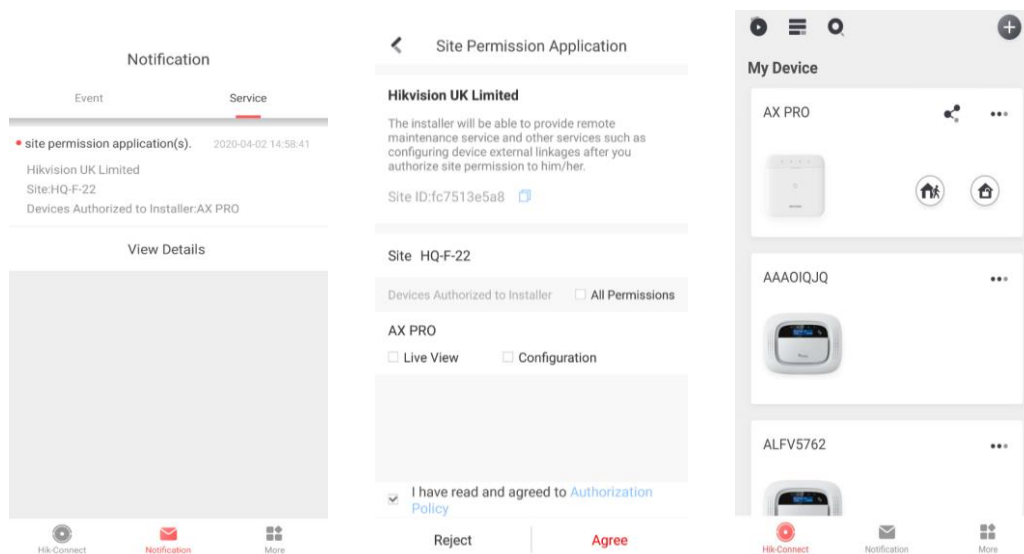 Notification
Event
Service
site permission application(s).
2020-04-02 14:58:41
Hikvision UK Limited
Site:HQ-F-22
Devices Authorized to Installer:AX PRO
View Details
Hik-Connect
Notification
More
Site Permission Application
Hikvision UK Limited
The installer will be able to provide remote
maintenance service and other services such as
configuring device external linkages after you
authorize site permission to him/her.
Site ID:fc7513e5a8
Site HQ-F-22
Devices Authorized to Installer
All Permissions
AX PRO
Live View
Configuration
I have read and agreed to Authorization
Policy
Reject
Agree
My Device
AX PRO
AAAOIQJQ
ALFV5762
Hik-Connect
Notification
More